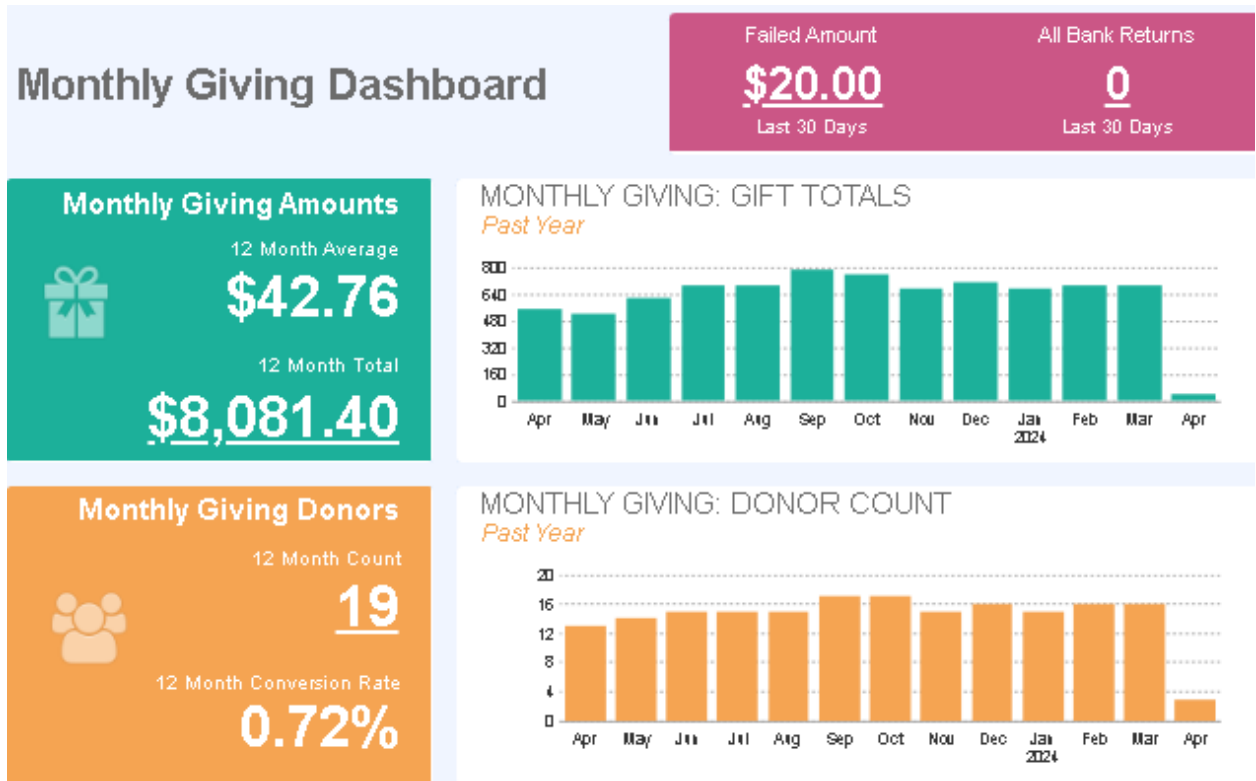 Monthly Giving Dashboard
Failed Amount
$20.00
Last 30 Days
All Bank Returns
0
Last 30 Days
Monthly Giving Amounts
12 Month Average
$42.76
12 Month Total
$8,081.40
MONTHLY GIVING: GIFT TOTALS
Past Year
800
640
480
320
160
0
Apr May Jun Jul Aug Sep Oct Nov Dec Jan Feb Mar Apr
2024
Monthly Giving Donors
12 Month Count
19
12 Month Conversion Rate
0.72%
MONTHLY GIVING: DONOR COUNT
Past Year
20
16
12
8
4
0
Apr May Jun Jul Aug Sep Oct Nov Dec Jan Feb Mar Apr
2024